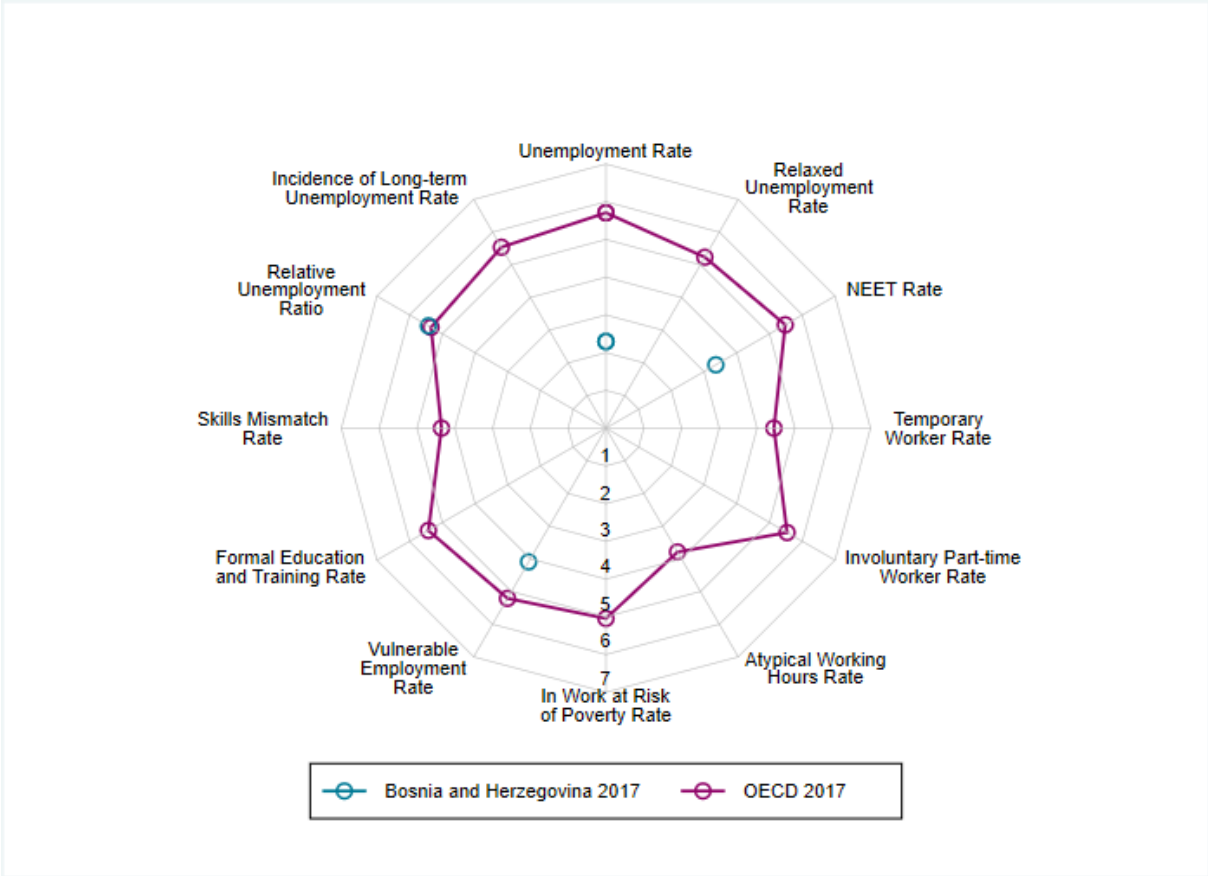 Unemployment Rate
Relaxed
Unemployment
Rate
Incidence of Long-term
Unemployment Rate
Relative
Unemployment
Ratio
NEET Rate
Skills Mismatch
Rate
Temporary
Worker Rate
1
2
3
4
5
6
7
Formal Education
and Training Rate
Involuntary Part-time
Worker Rate
Vulnerable
Employment
Rate
Atypical Working
Hours Rate
In Work at Risk
of Poverty Rate
Bosnia and Herzegovina 2017
OECD 2017